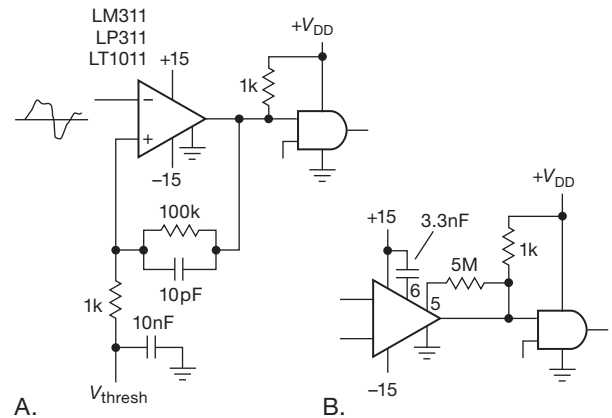 LM311
LP311
LT1011
+15
+VDD
1k
−
+
−15
100k
10pF
1k
10nF
Vthresh
A.
+VDD
+15
3.3nF
1k
5M
6
5
−15
B.